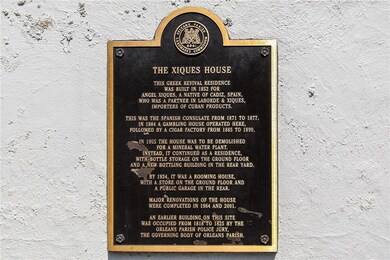 THE XIQUES HOUSE
THIS GREEK REVIVAL RESIDENCE
WAS BUILT IN 1852 FOR
ANGEL XIQUES, A NATIVE OF CADIZ, SPAIN,
WHO WAS A PARTNER IN LABORDE & XIQUES,
IMPORTERS OF CUBAN PRODUCTS.
THIS WAS THE SPANISH CONSULATE FROM 1871 TO 1877.
IN 1884 A GAMBLING HOUSE OPERATED HERE,
FOLLOWED BY A CIGAR FACTORY FROM 1885 TO 1890.
IN 1915 THE HOUSE WAS TO BE DEMOLISHED
FOR A MINERAL WATER PLANT.
INSTEAD, IT CONTINUED AS A RESIDENCE
WITH BOTTLE STORAGE ON THE GROUND FLOOR
AND A NEW BOTTLING BUILDING IN THE REAR YARD.
BY 1934, IT WAS A ROOMING HOUSE,
WITH A STORE ON THE GROUND FLOOR AND
A PUBLIC GARAGE IN THE REAR.
MAJOR RENOVATIONS OF THE HOUSE
WERE COMPLETED IN 1964 AND 2001.
AN EARLIER BUILDING ON THIS SITE
WAS OCCUPIED FROM 1818 TO 1825 BY THE
ORLEANS PARISH POLICE JURY,
THE GOVERNING BODY OF ORLEANS PARISH.